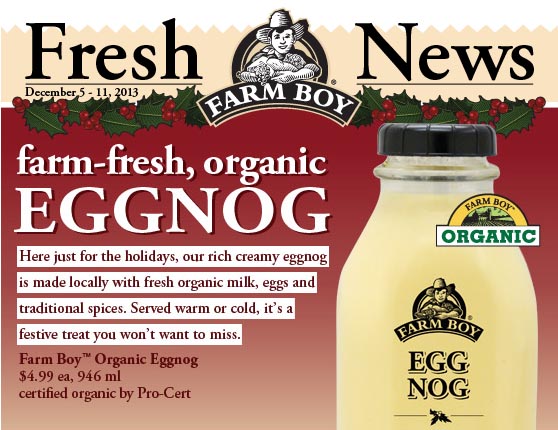 Fresh News
FARM BOY
December 5 - 11, 2013
farm-fresh, organic
EGGNOG
Here just for the holidays, our rich creamy eggnog
is made locally with fresh organic milk, eggs and
traditional spices. Served warm or cold, it's a
festive treat you won't want to miss.
Farm Boy™ Organic Eggnog
$4.99 ea, 946 ml
certified organic by Pro-Cert
FARM BOY™
ORGANIC
FARM BOY
EGG
NOG